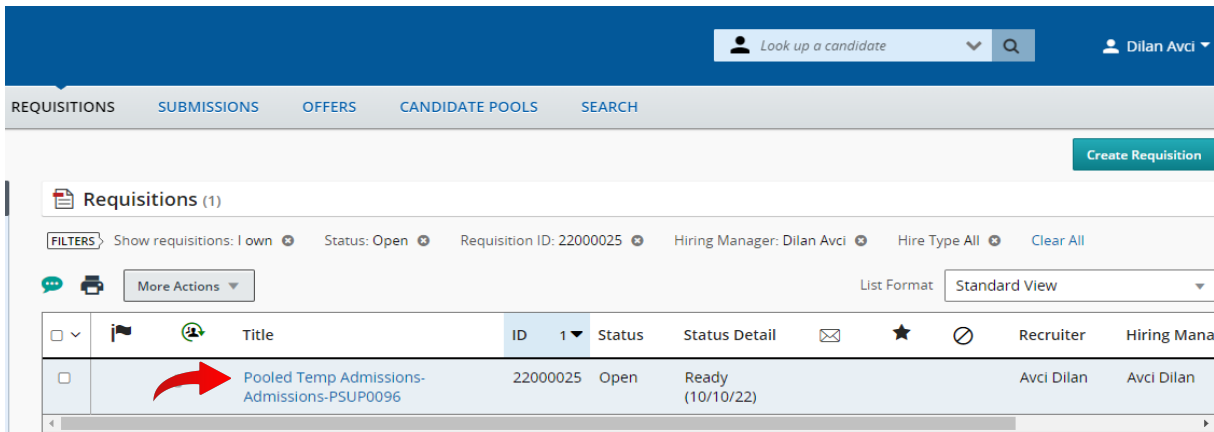 Look up a candidate
Dilan Avci
REQUISITIONS SUBMISSIONS OFFERS CANDIDATE POOLS SEARCH
Create Requisition
Requisitions (1)
FILTERS Show requisitions: I own Status: Open Requisition ID: 22000025 Hiring Manager: Dilan Avci Hire Type All Clear All
More Actions List Format Standard View
Title ID 1 Status Status Detail Recruiter Hiring Mana
Pooled Temp Admissions- 22000025 Open Ready Avci Dilan Avci Dilan
Admissions-PSUP0096 (10/10/22)